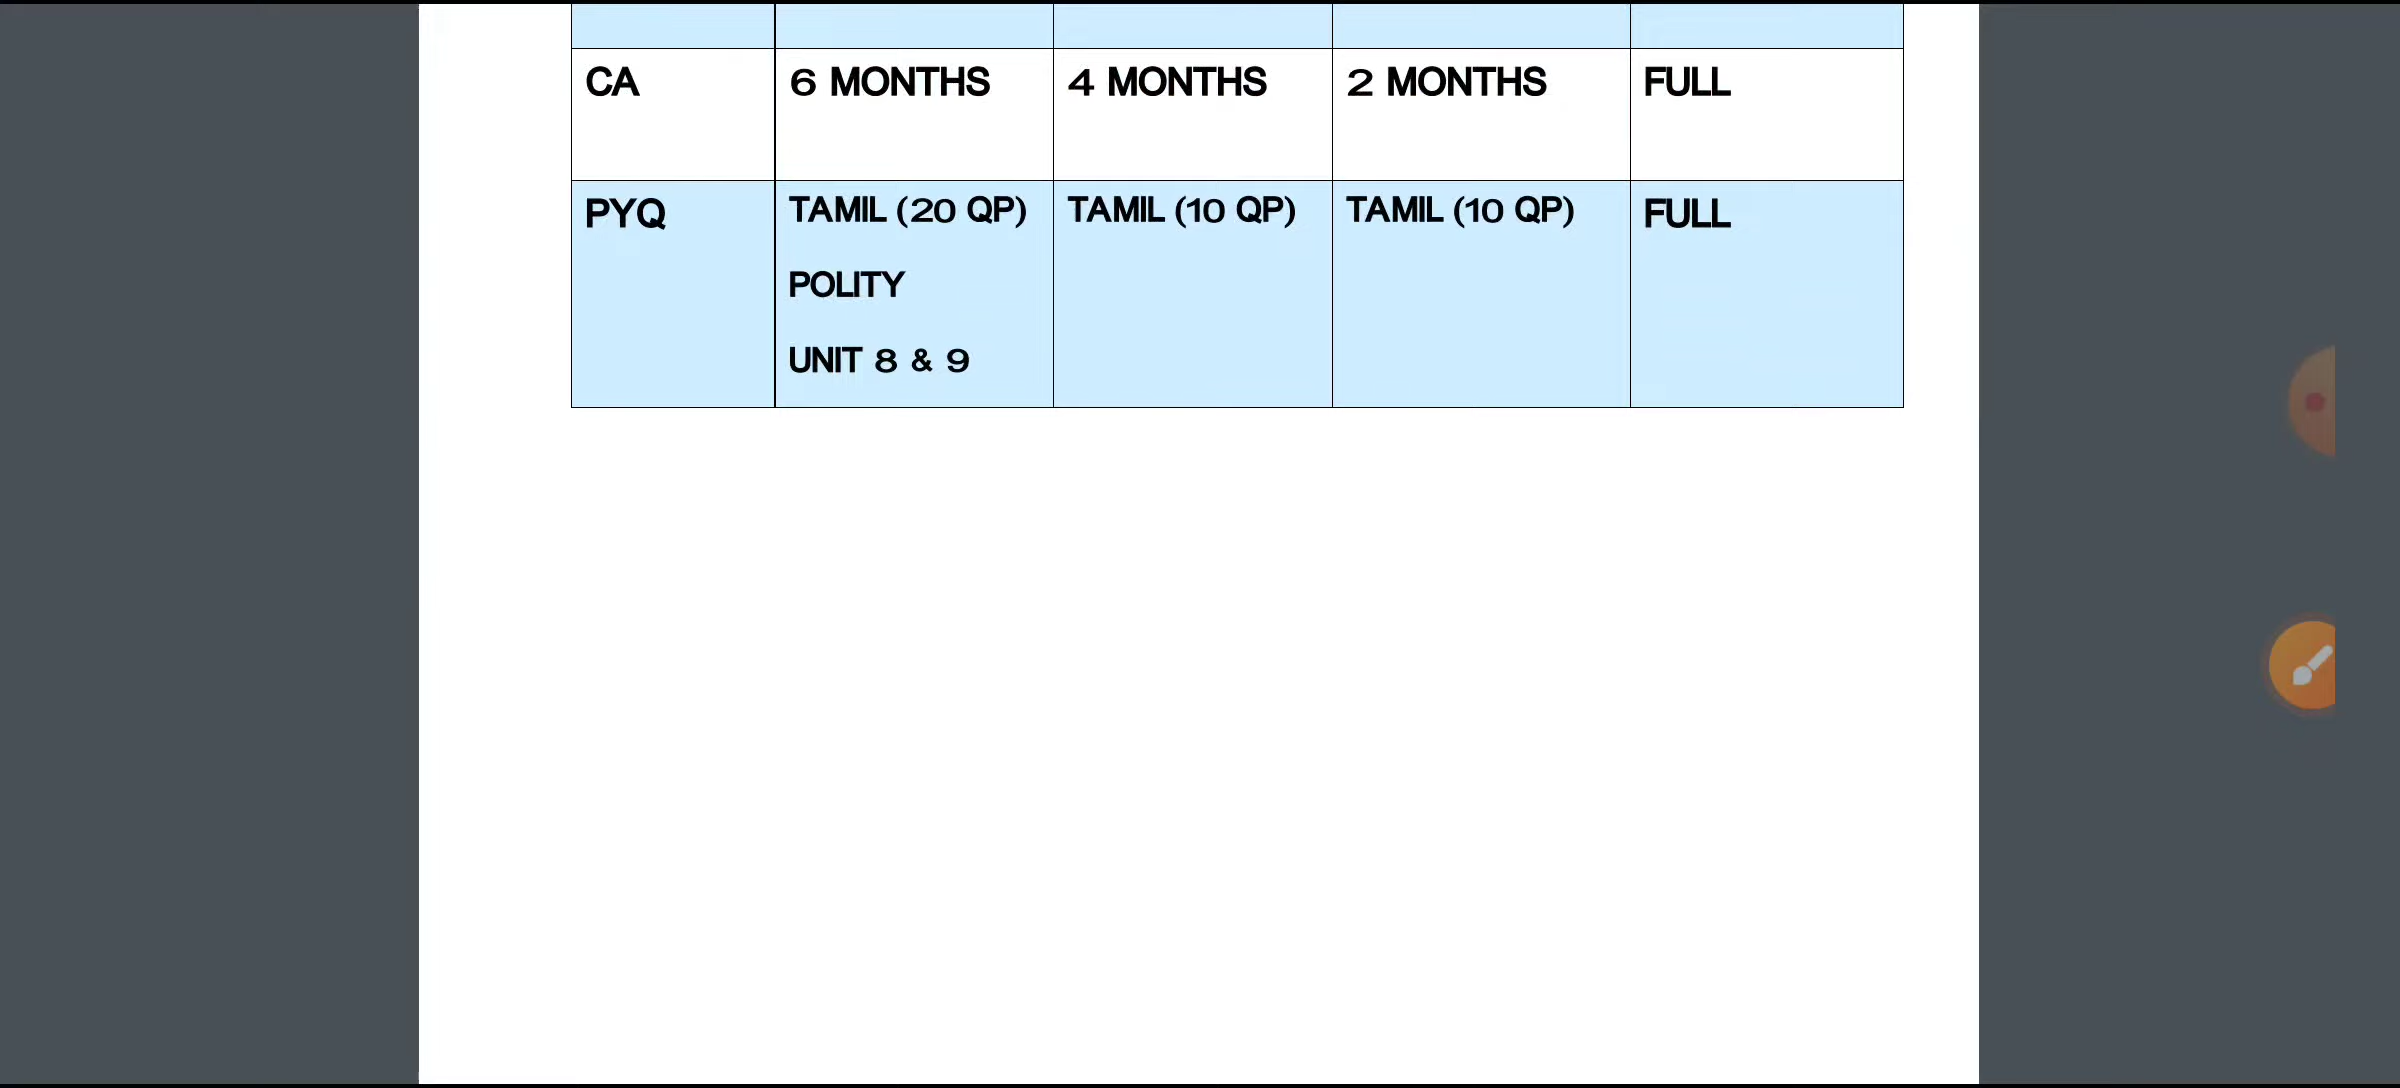 CA 6 MONTHS 4 MONTHS 2 MONTHS FULL
PYQ TAMIL (20 QP) TAMIL (10 QP) TAMIL (10 QP) FULL
POLITY
UNIT 8 & 9